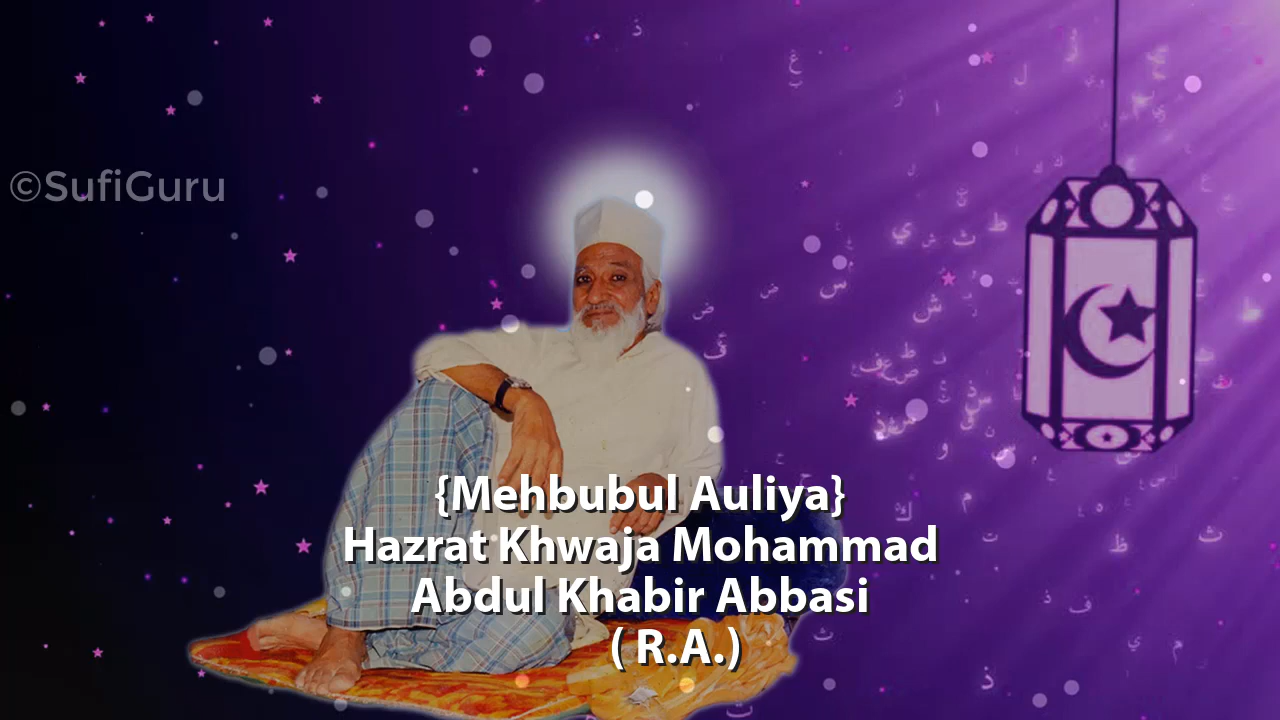 ©SufiGuru
{Mehbubul Auliya}
Hazrat Khwaja Mohammad
Abdul Khabir Abbasi
( R.A.)